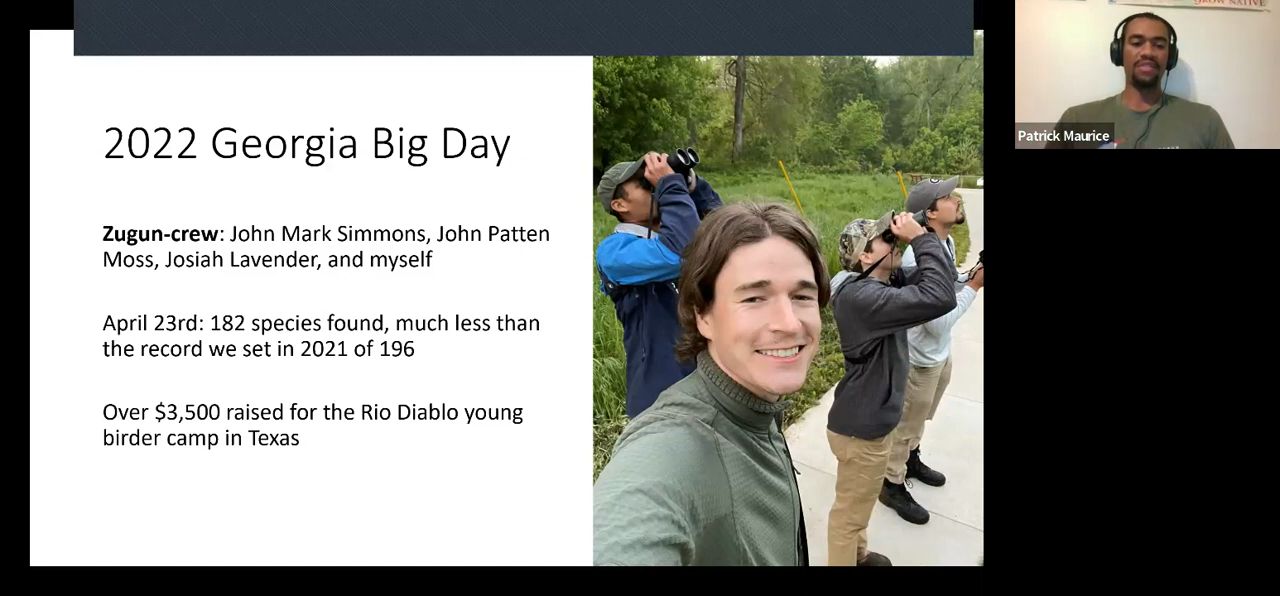 2022 Georgia Big Day
Zugun-crew: John Mark Simmons, John Patten
Moss, Josiah Lavender, and myself
April 23rd: 182 species found, much less than
the record we set in 2021 of 196
Over $3,500 raised for the Rio Diablo young
birder camp in Texas
GROW NATIVE
Patrick Maurice